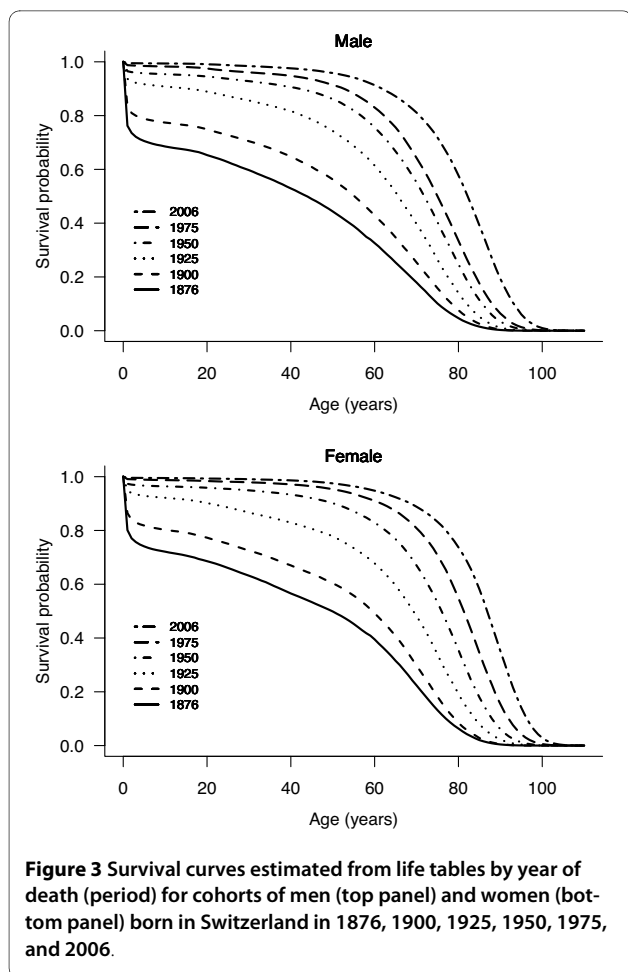 Male
1.0
0.8
0.6
0.4
0.2
0.0
Survival probability
2006
1975
1950
1925
1900
1876
0 20 40 60 80 100
Age (years)
Female
1.0
0.8
0.6
0.4
0.2
0.0
Survival probability
2006
1975
1950
1925
1900
1876
0 20 40 60 80 100
Age (years)
Figure 3 Survival curves estimated from life tables by year of
death (period) for cohorts of men (top panel) and women (bot-
tom panel) born in Switzerland in 1876, 1900, 1925, 1950, 1975,
and 2006.